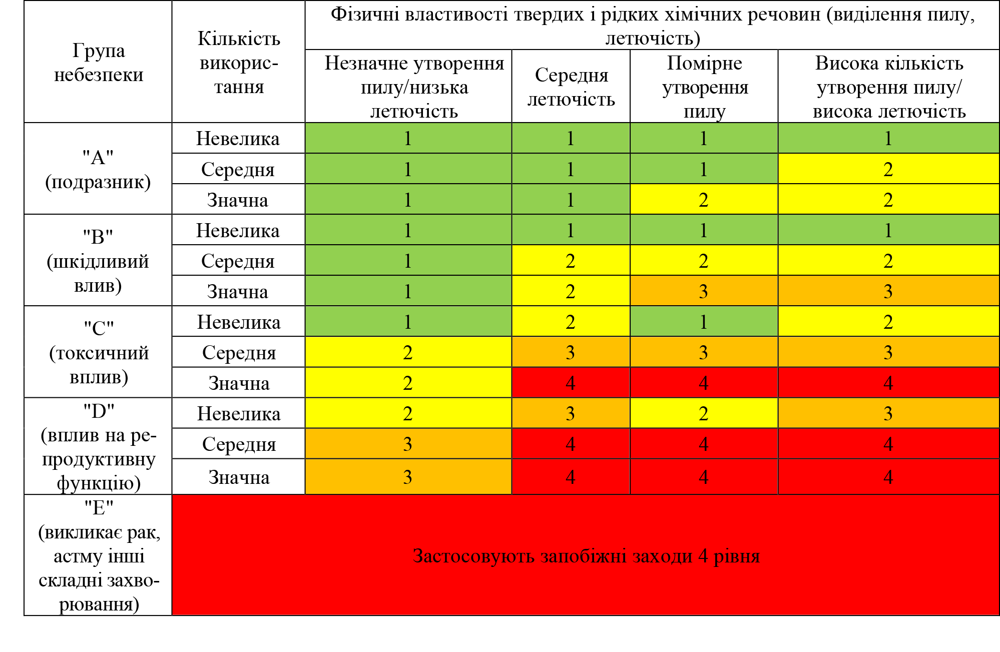 Група
небезпеки
Кількість
викорис-
тання
Фізичні властивості твердих і рідких хімічних речовин (виділення пилу,
летючість)
Незначне утворення
пилу/низька
летючість
Середня
летючість
Помірне
утворення
пилу
Висока кількість
утворення пилу/
висока летючість
"А"
(подразник)
Невелика 1 1 1 1
Середня 1 1 1 2
Значна 1 1 2 2
"В"
(шкідливий
влив)
Невелика 1 1 1 1
Середня 1 2 2 2
Значна 1 2 3 3
"С"
(токсичний
вплив)
Невелика 1 2 1 2
Середня 2 3 3 3
Значна 2 4 4 4
"D"
(вплив на ре-
продуктивну
функцію)
Невелика 2 3 2 3
Середня 3 4 4 4
Значна 3 4 4 4
"Е"
(викликає рак,
астму інші
складні захво-
рювання)
Застосовують запобіжні заходи 4 рівня